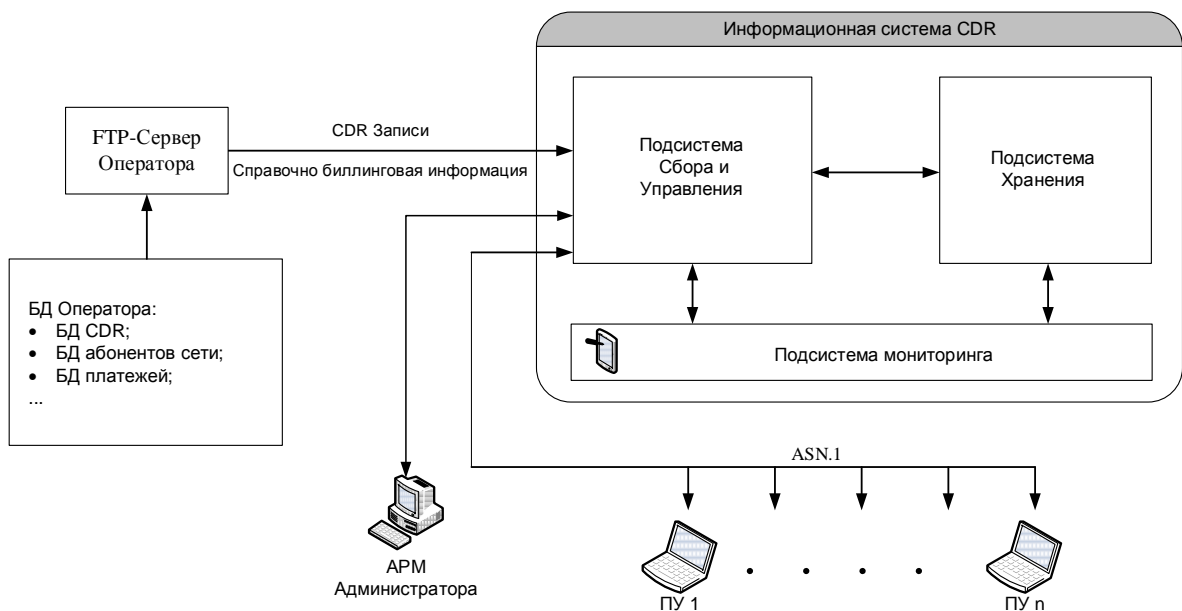 Информационная система CDR
FTP-Сервер
Оператора
CDR Записи
Справочно биллинговая информация
Подсистема
Сбора и
Управления
Подсистема
Хранения
БД Оператора:
• БД CDR;
• БД абонентов сети;
• БД платежей;
...
Подсистема мониторинга
ASN.1
АРМ
Администратора
ПУ 1
ПУ n